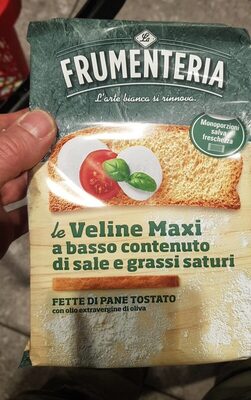 La
FRUMENTERIA
L'arte bianca si rinnova.
Monoporzioni
salva
freschezza
le Veline Maxi
a basso contenuto
di sale e grassi saturi
FETTE DI PANE TOSTATO
con olio extravergine di oliva